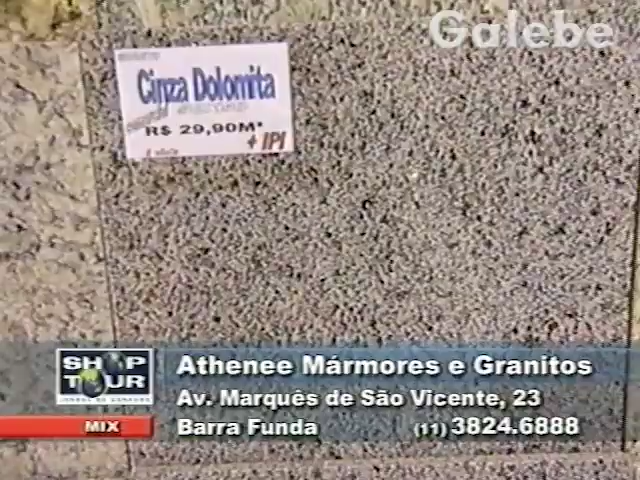 Galebe
Cinza Dolomita
R$ 29,90M²
+ IPI
à vista
SHOP
TOUR
MIX
Athenee Mármores e Granitos
Av. Marquês de São Vicente, 23
Barra Funda (11) 3824.6888